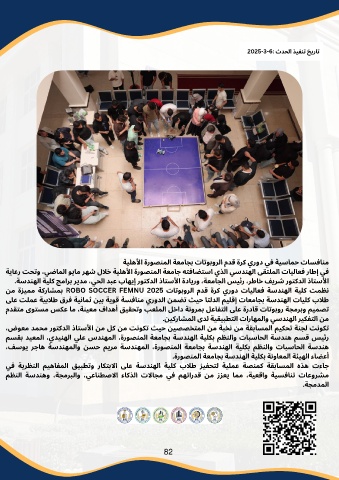 تاريخ تنفيذ الحدث :6-3-2025
منافسات حماسية في دوري كرة قدم الروبوتات بجامعة المنصورة الأهلية
في إطار فعاليات الملتقى الهندسي الذي استضافته جامعة المنصورة الأهلية خلال شهر مايو الماضي، وتحت رعاية
الأستاذ الدكتور شريف خاطر، رئيس الجامعة، وريادة الأستاذ الدكتور إيهاب عبد الحي، مدير برامج كلية الهندسة.
نظمت كلية الهندسة فعاليات دوري كرة قدم الروبوتات ROBO SOCCER FEMNU 2025 بمشاركة مميزة من
طلاب كليات الهندسة بجامعات إقليم الدلتا حيث تضمن الدوري منافسة قوية بين ثمانية فرق طلابية عملت على
تصميم وبرمجة روبوتات قادرة على التفاعل بمرونة داخل الملعب وتحقيق أهداف معينة، ما عكس مستوى متقدم
من التفكير الهندسي والمهارات التطبيقية لدى المشاركين.
تكونت لجنة تحكيم المسابقة من نخبة من المتخصصين حيث تكونت من كل من الأستاذ الدكتور محمد معوض،
رئيس قسم هندسة الحاسبات والنظم بكلية الهندسة بجامعة المنصورة، المهندس علي الهنيدي، المعيد بقسم
هندسة الحاسبات والنظم بكلية الهندسة بجامعة المنصورة، المهندسة مريم حسن والمهندسة هاجر يوسف،
أعضاء الهيئة المعاونة بكلية الهندسة بجامعة المنصورة.
جاءت هذه المسابقة كمنصة عملية لتحفيز طلاب كلية الهندسة على الابتكار وتطبيق المفاهيم النظرية في
مشروعات تنافسية واقعية، مما يعزز من قدراتهم في مجالات الذكاء الاصطناعي، والبرمجة، وهندسة النظم
المدمجة.
82